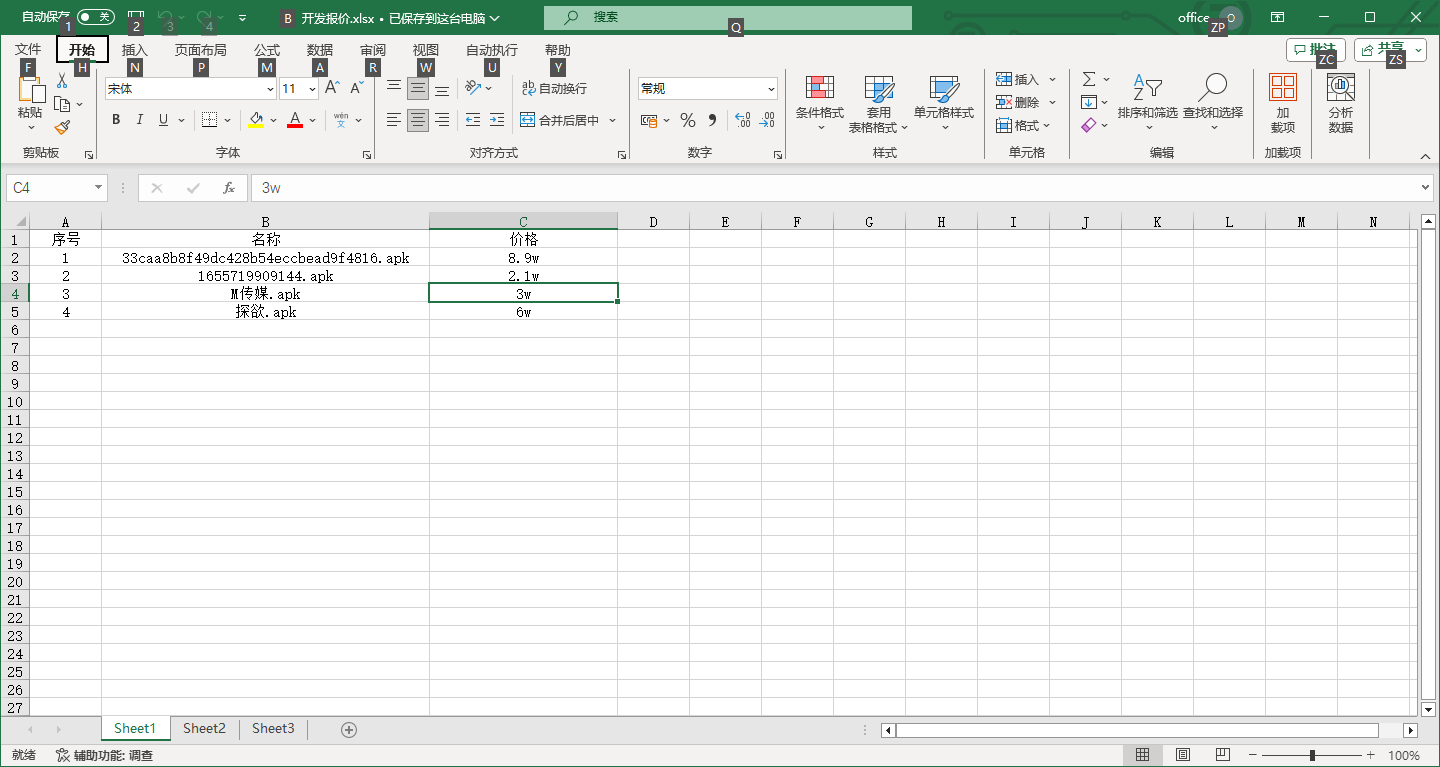 自动保存 关 1 2 3 4 B 开发报价.xlsx • 已保存到这台电脑 搜索 Q office O ZP
文件 开始 插入 页面布局 公式 数据 审阅 视图 自动执行 帮助 批注 共享
F H N P M A R W U Y ZC ZS
宋体 11 A A ab 自动换行 常规 插入
粘贴 条件格式 套用 单元格样式 删除 排序和筛选 查找和选择 加 分析
B I U A wén 合并后居中 % 表格格式 格式 载项 数据
剪贴板 字体 对齐方式 数字 样式 单元格 编辑 加载项
C4 fx 3w
A B C D E F G H I J K L M N
1 序号 名称 价格
2 1 33caa8b8f49dc428b54eccbead9f4816.apk 8.9w
3 2 1655719909144.apk 2.1w
4 3 M传媒.apk 3w
5 4 探欲.apk 6w
6
7
8
9
10
11
12
13
14
15
16
17
18
19
20
21
22
23
24
25
26
27
Sheet1 Sheet2 Sheet3
就绪 辅助功能: 调查 100%